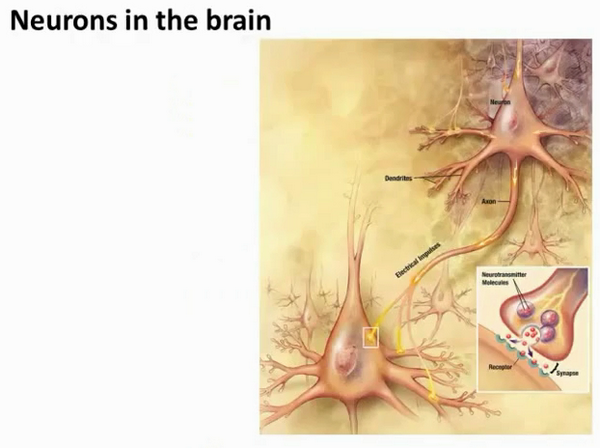 Neurons in the brain
Neuron
Dendrites
Axon
Electrical Impulses
Neurotransmitter
Molecules
Receptor
Synapse